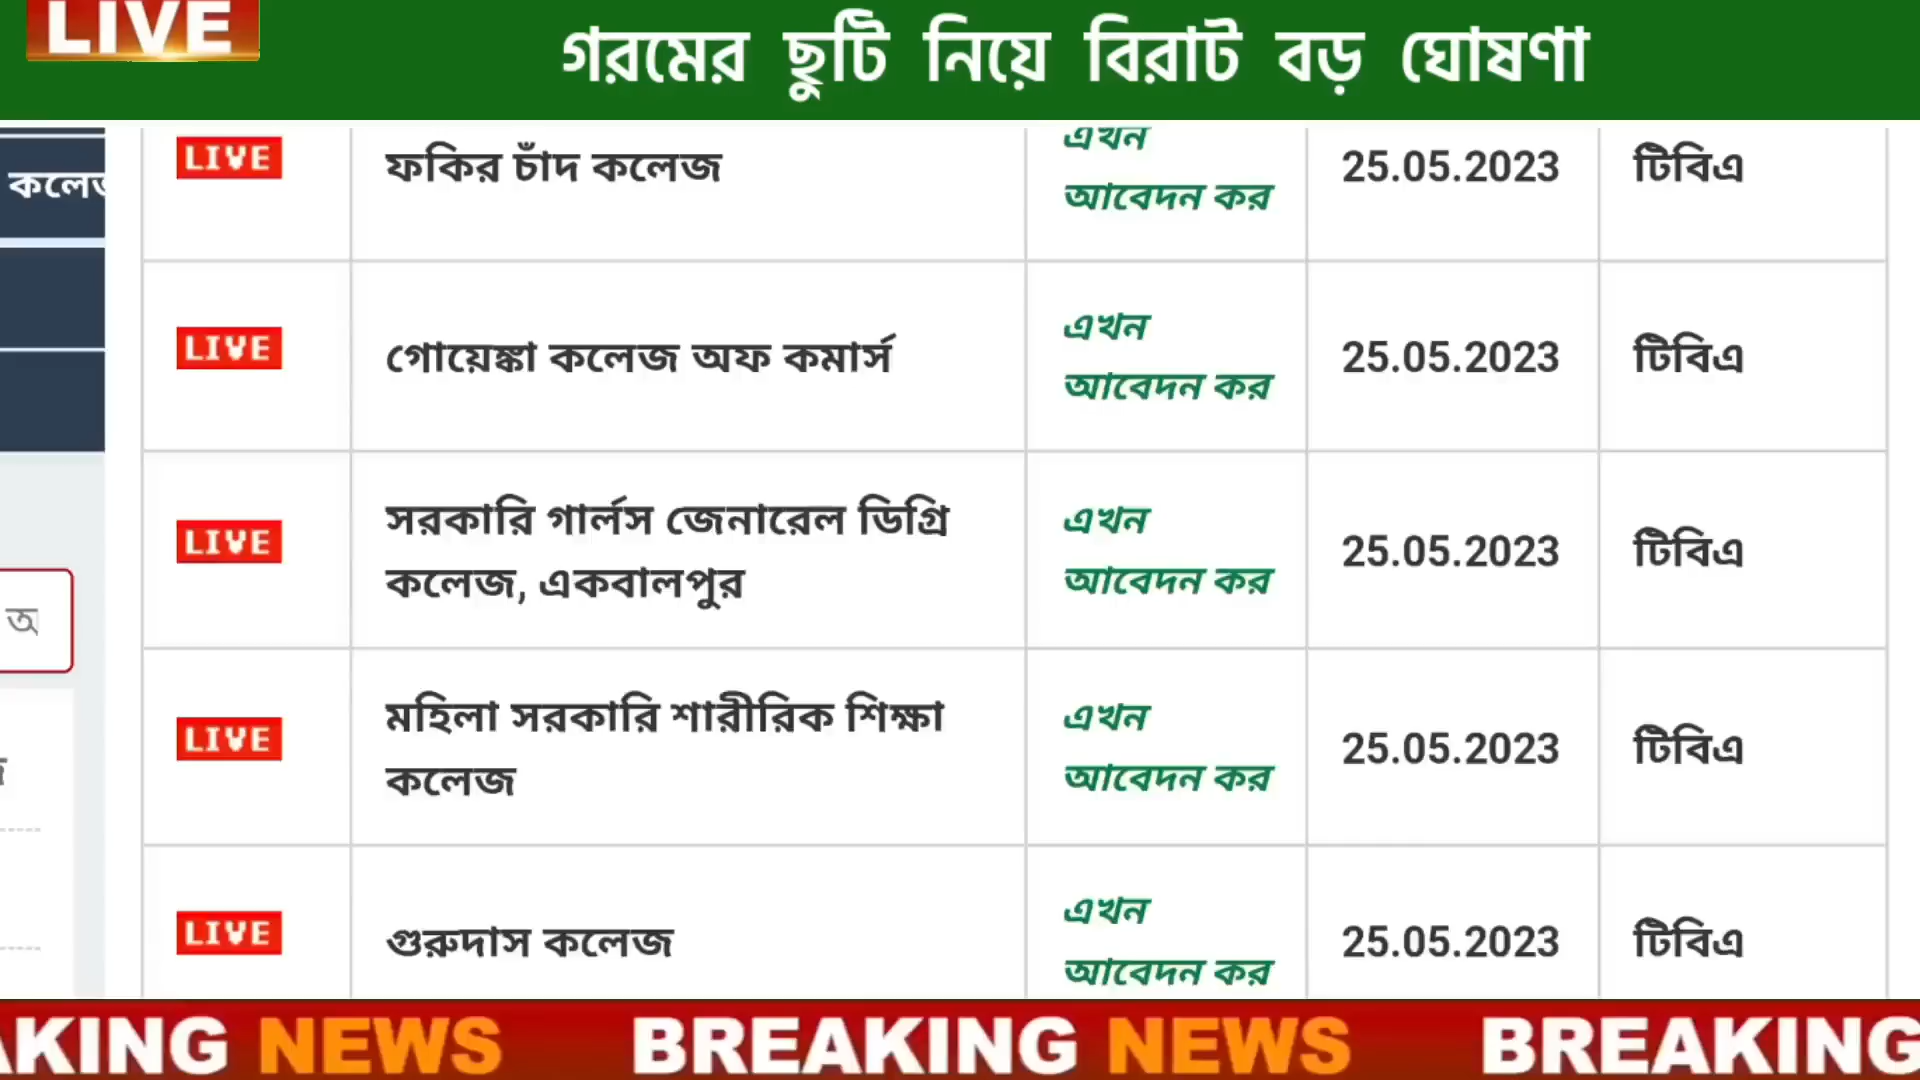 LIVE
গরমের ছুটি নিয়ে বিরাট বড় ঘোষণা
LIVE ফকির চাঁদ কলেজ এখন আবেদন কর 25.05.2023 টিবিএ
LIVE গোয়েঙ্কা কলেজ অফ কমার্স এখন আবেদন কর 25.05.2023 টিবিএ
LIVE সরকারি গার্লস জেনারেল ডিগ্রি
কলেজ, একবালপুর এখন আবেদন কর 25.05.2023 টিবিএ
LIVE মহিলা সরকারি শারীরিক শিক্ষা
কলেজ এখন আবেদন কর 25.05.2023 টিবিএ
LIVE গুরুদাস কলেজ এখন আবেদন কর 25.05.2023 টিবিএ
অ
AKING NEWS BREAKING NEWS BREAKING